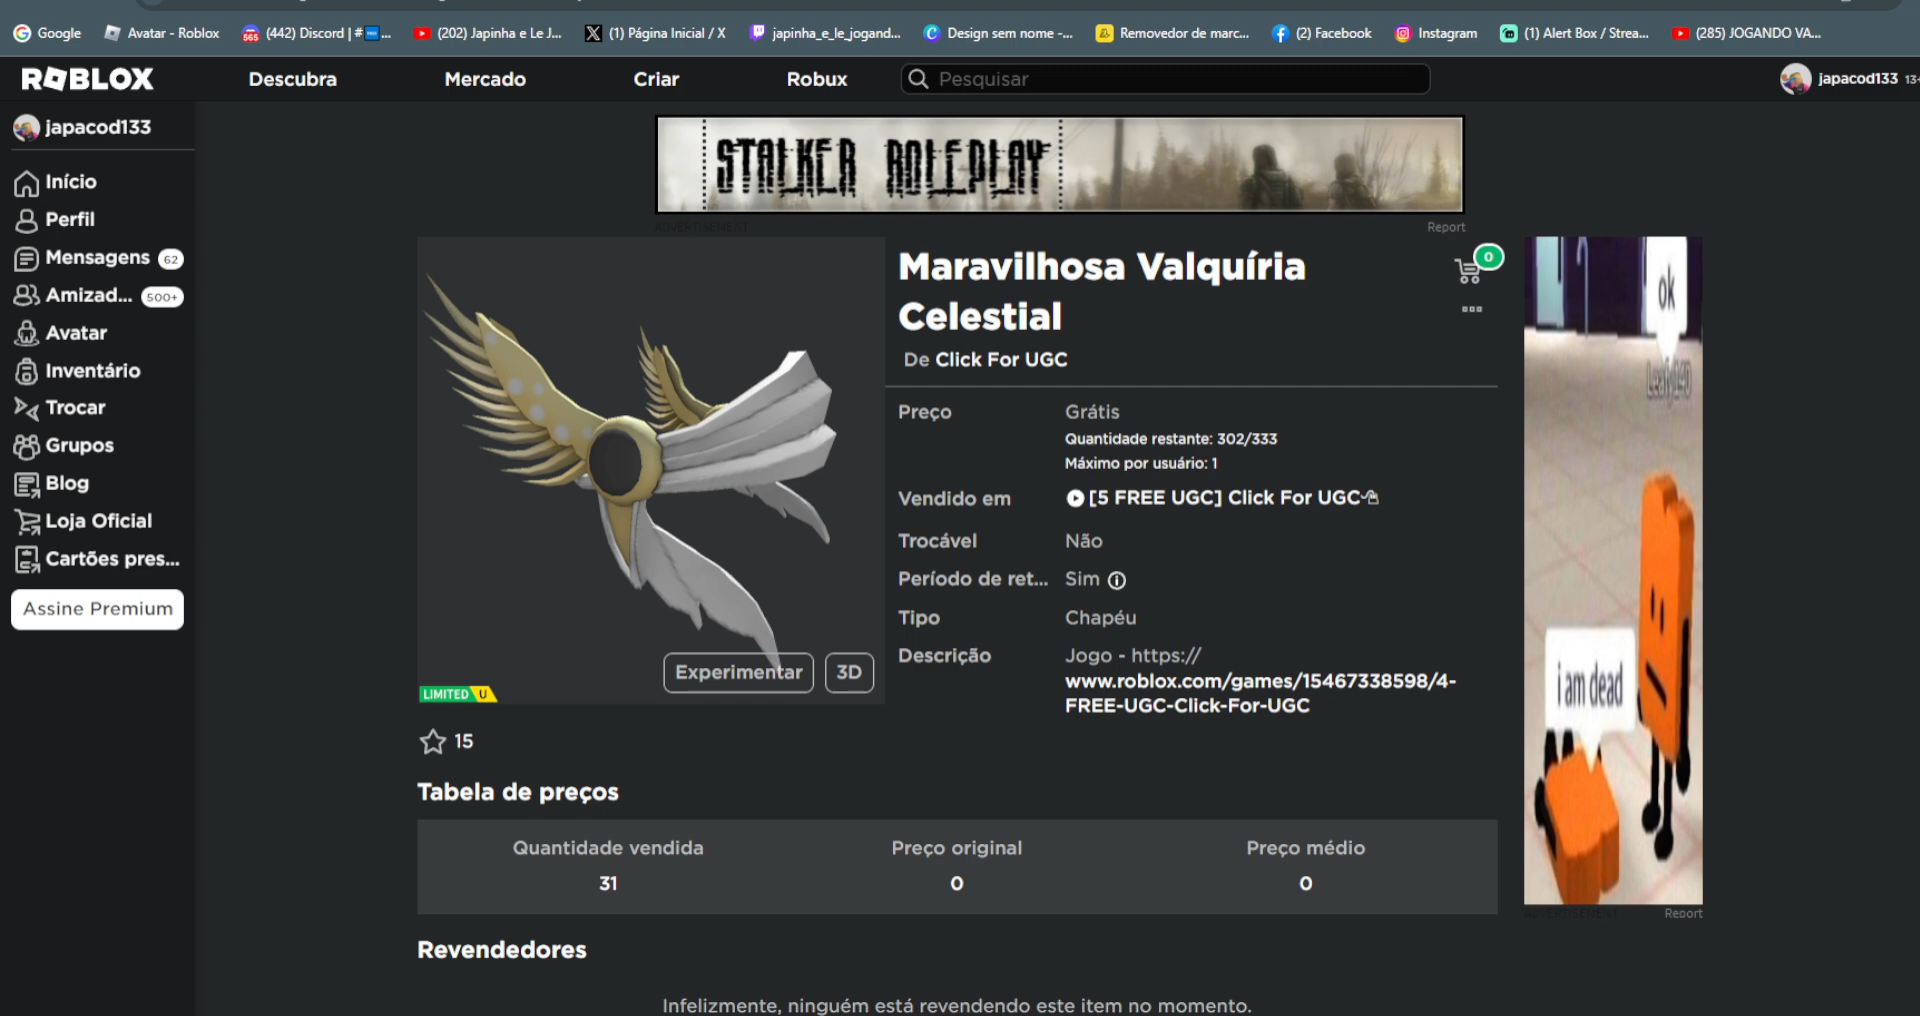 Google
Avatar - Roblox
(442) Discord | # ...
(202) Japinha e Le J...
(1) Página Inicial / X
japinha_e_le_jogand...
Design sem nome -...
Removedor de marc...
(2) Facebook
Instagram
(1) Alert Box / Strea...
(285) JOGANDO VA...
ROBLOX
Descubra
Mercado
Criar
Robux
Pesquisar
japacod133 13+
japacod133
Início
Perfil
Mensagens 62
Amizad... 500+
Avatar
Inventário
Trocar
Grupos
Blog
Loja Oficial
Cartões pres...
Assine Premium
STALKER ROLEPLAY
ADVERTISEMENT
Report
Maravilhosa Valquíria
Celestial
0
De Click For UGC
Preço Grátis
Quantidade restante: 302/333
Máximo por usuário: 1
Vendido em [5 FREE UGC] Click For UGC
Trocável Não
Período de ret... Sim
Tipo Chapéu
Descrição Jogo - https://
www.roblox.com/games/15467338598/4-
FREE-UGC-Click-For-UGC
Experimentar 3D
LIMITED U
15
Tabela de preços
Quantidade vendida
31
Preço original
0
Preço médio
0
Revendedores
Infelizmente, ninguém está revendendo este item no momento.
ok
i am dead
ADVERTISEMENT
Report